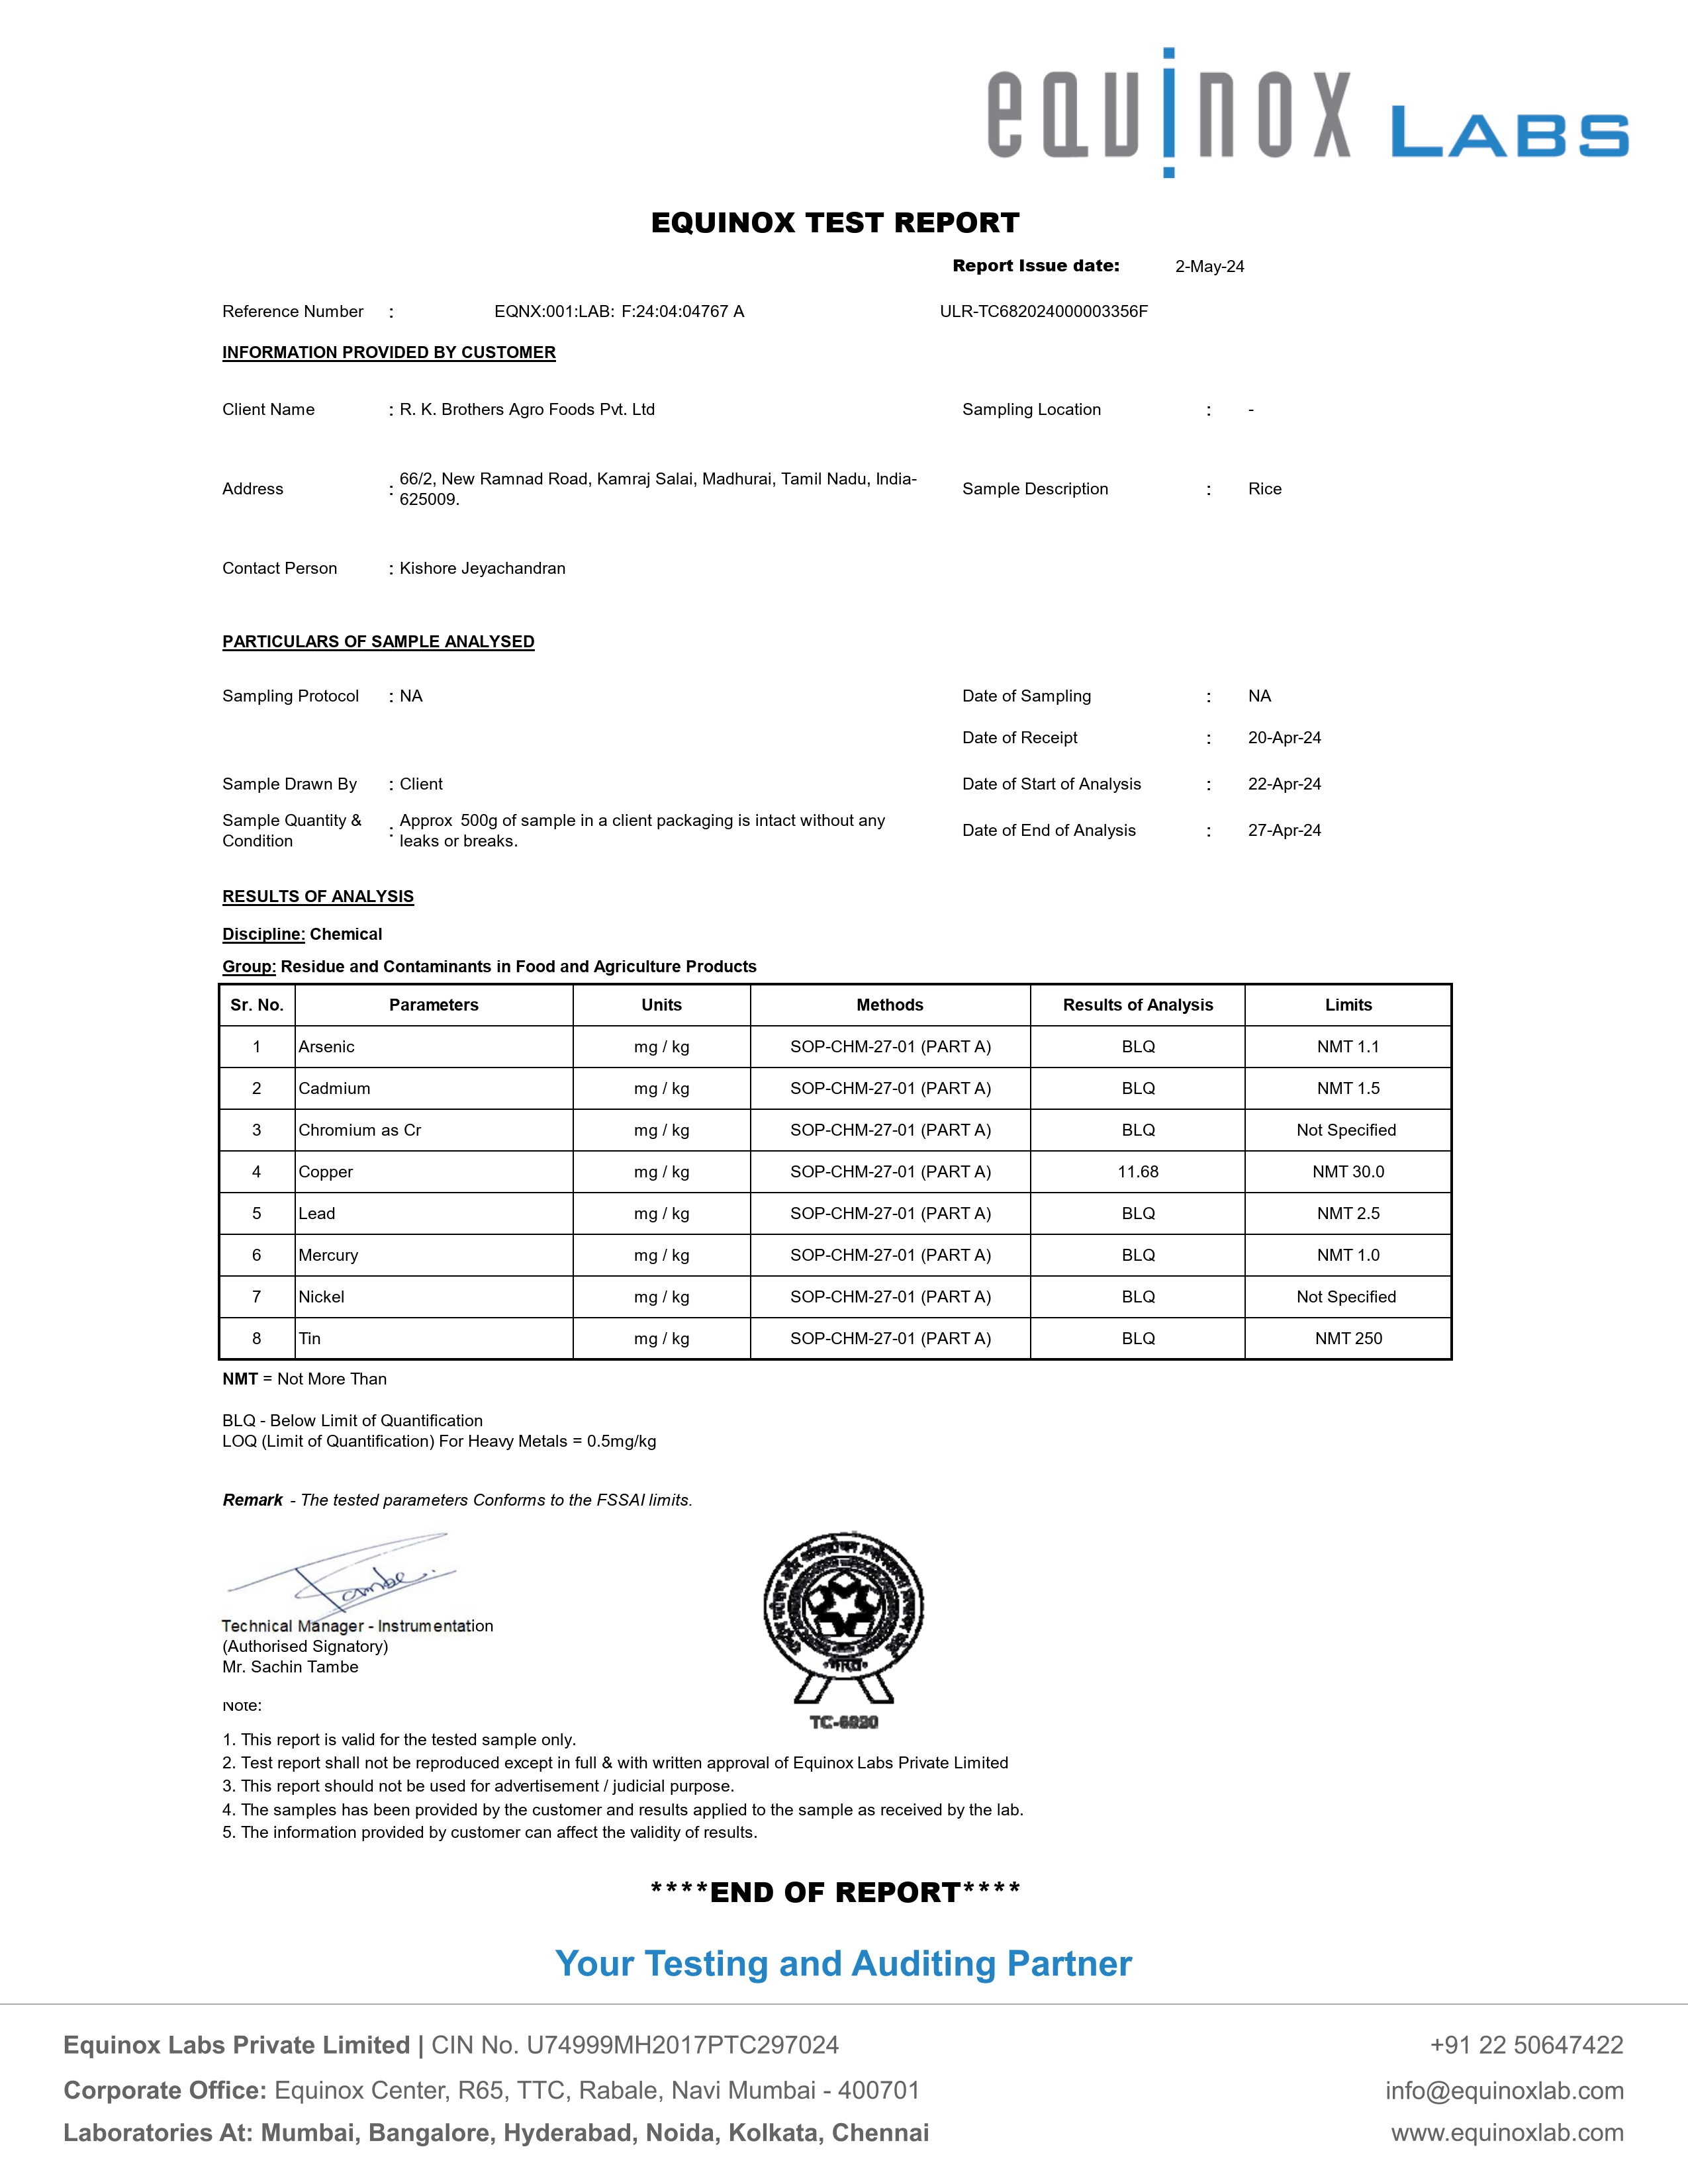 equinox LABS
EQUINOX TEST REPORT
Report Issue date: 2-May-24
Reference Number : EQNX:001:LAB: F:24:04:04767 A ULR-TC682024000003356F
INFORMATION PROVIDED BY CUSTOMER
Client Name : R. K. Brothers Agro Foods Pvt. Ltd Sampling Location : -
Address : 66/2, New Ramnad Road, Kamraj Salai, Madhurai, Tamil Nadu, India-
625009.
Sample Description : Rice
Contact Person : Kishore Jeyachandran
PARTICULARS OF SAMPLE ANALYSED
Sampling Protocol : NA Date of Sampling : NA
Date of Receipt : 20-Apr-24
Sample Drawn By : Client Date of Start of Analysis : 22-Apr-24
Sample Quantity &
Condition
: Approx 500g of sample in a client packaging is intact without any
leaks or breaks.
Date of End of Analysis : 27-Apr-24
RESULTS OF ANALYSIS
Discipline: Chemical
Group: Residue and Contaminants in Food and Agriculture Products
Sr. No. Parameters Units Methods Results of Analysis Limits
1 Arsenic mg / kg SOP-CHM-27-01 (PART A) BLQ NMT 1.1
2 Cadmium mg / kg SOP-CHM-27-01 (PART A) BLQ NMT 1.5
3 Chromium as Cr mg / kg SOP-CHM-27-01 (PART A) BLQ Not Specified
4 Copper mg / kg SOP-CHM-27-01 (PART A) 11.68 NMT 30.0
5 Lead mg / kg SOP-CHM-27-01 (PART A) BLQ NMT 2.5
6 Mercury mg / kg SOP-CHM-27-01 (PART A) BLQ NMT 1.0
7 Nickel mg / kg SOP-CHM-27-01 (PART A) BLQ Not Specified
8 Tin mg / kg SOP-CHM-27-01 (PART A) BLQ NMT 250
NMT = Not More Than
BLQ - Below Limit of Quantification
LOQ (Limit of Quantification) For Heavy Metals = 0.5mg/kg
Remark - The tested parameters Conforms to the FSSAI limits.
Tambe
Technical Manager - Instrumentation
(Authorised Signatory)
Mr. Sachin Tambe
भारत
Note:
1. This report is valid for the tested sample only.
2. Test report shall not be reproduced except in full & with written approval of Equinox Labs Private Limited
3. This report should not be used for advertisement / judicial purpose.
4. The samples has been provided by the customer and results applied to the sample as received by the lab.
5. The information provided by customer can affect the validity of results.
****END OF REPORT****
Your Testing and Auditing Partner
Equinox Labs Private Limited | CIN No. U74999MH2017PTC297024 +91 22 50647422
Corporate Office: Equinox Center, R65, TTC, Rabale, Navi Mumbai - 400701 info@equinoxlab.com
Laboratories At: Mumbai, Bangalore, Hyderabad, Noida, Kolkata, Chennai www.equinoxlab.com